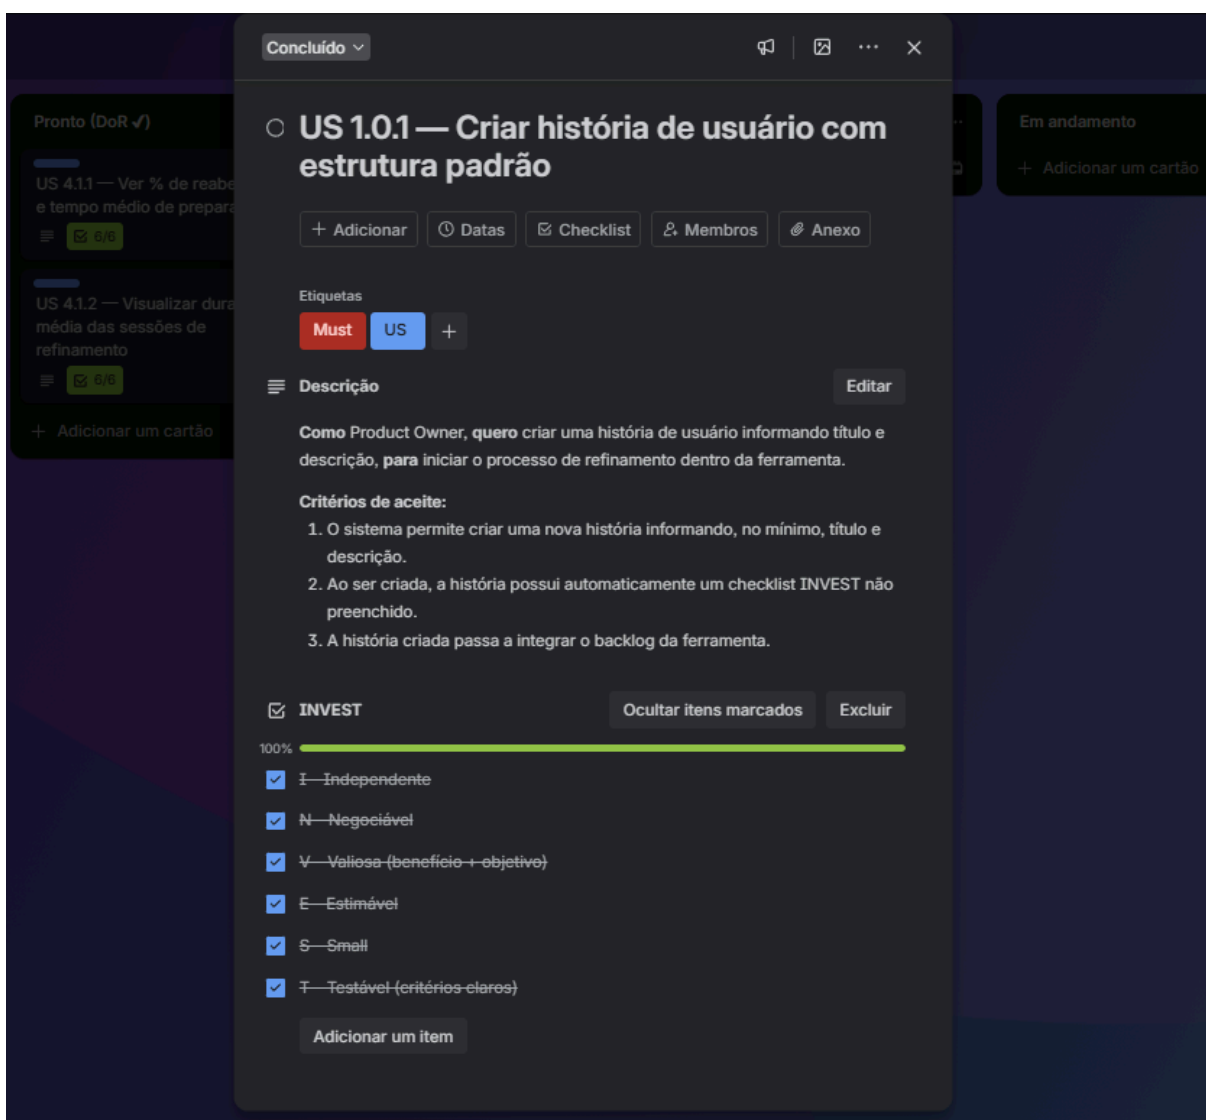 Concluído
Pronto (DoR ✓)
US 4.1.1 — Ver % de reabe
e tempo médio de prepara
6/6
US 4.1.2 — Visualizar dura
média das sessões de
refinamento
6/6
+ Adicionar um cartão
US 1.0.1 — Criar história de usuário com
estrutura padrão
+ Adicionar Datas Checklist Membros Anexo
Etiquetas
Must US +
Descrição Editar
Como Product Owner, quero criar uma história de usuário informando título e
descrição, para iniciar o processo de refinamento dentro da ferramenta.
Critérios de aceite:
1. O sistema permite criar uma nova história informando, no mínimo, título e
descrição.
2. Ao ser criada, a história possui automaticamente um checklist INVEST não
preenchido.
3. A história criada passa a integrar o backlog da ferramenta.
INVEST Ocultar itens marcados Excluir
100%
I – Independente
N – Negociável
V – Valiosa (benefício + objetivo)
E – Estimável
S – Small
T – Testável (critérios claros)
Adicionar um item
Em andamento
+ Adicionar um cartão